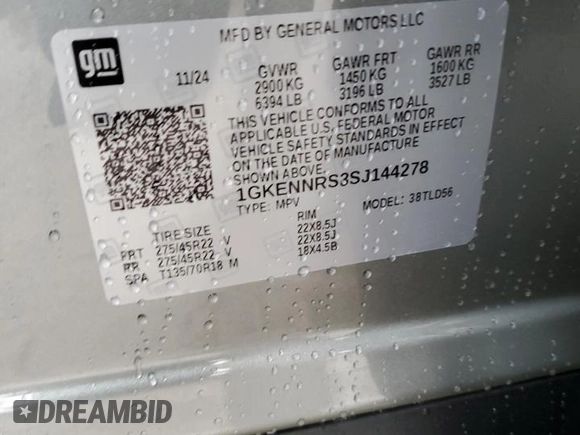 MFD BY GENERAL MOTORS LLC
gm
11/24
GVWR GAWR FRT GAWR RR
2900 KG 1450 KG 1600 KG
6394 LB 3196 LB 3527 LB
THIS VEHICLE CONFORMS TO ALL
APPLICABLE U.S. FEDERAL MOTOR
VEHICLE SAFETY STANDARDS IN EFFECT
ON THE DATE OF MANUFACTURE
SHOWN ABOVE.
1GKENNRS3SJ144278
TYPE: MPV MODEL: 38TLD56
TIRE SIZE RIM
FRT 275/45R22 V 22X8.5J
RR 275/45R22 V 22X8.5J
SPA T135/70R18 M 18X4.5B
DREAMBID